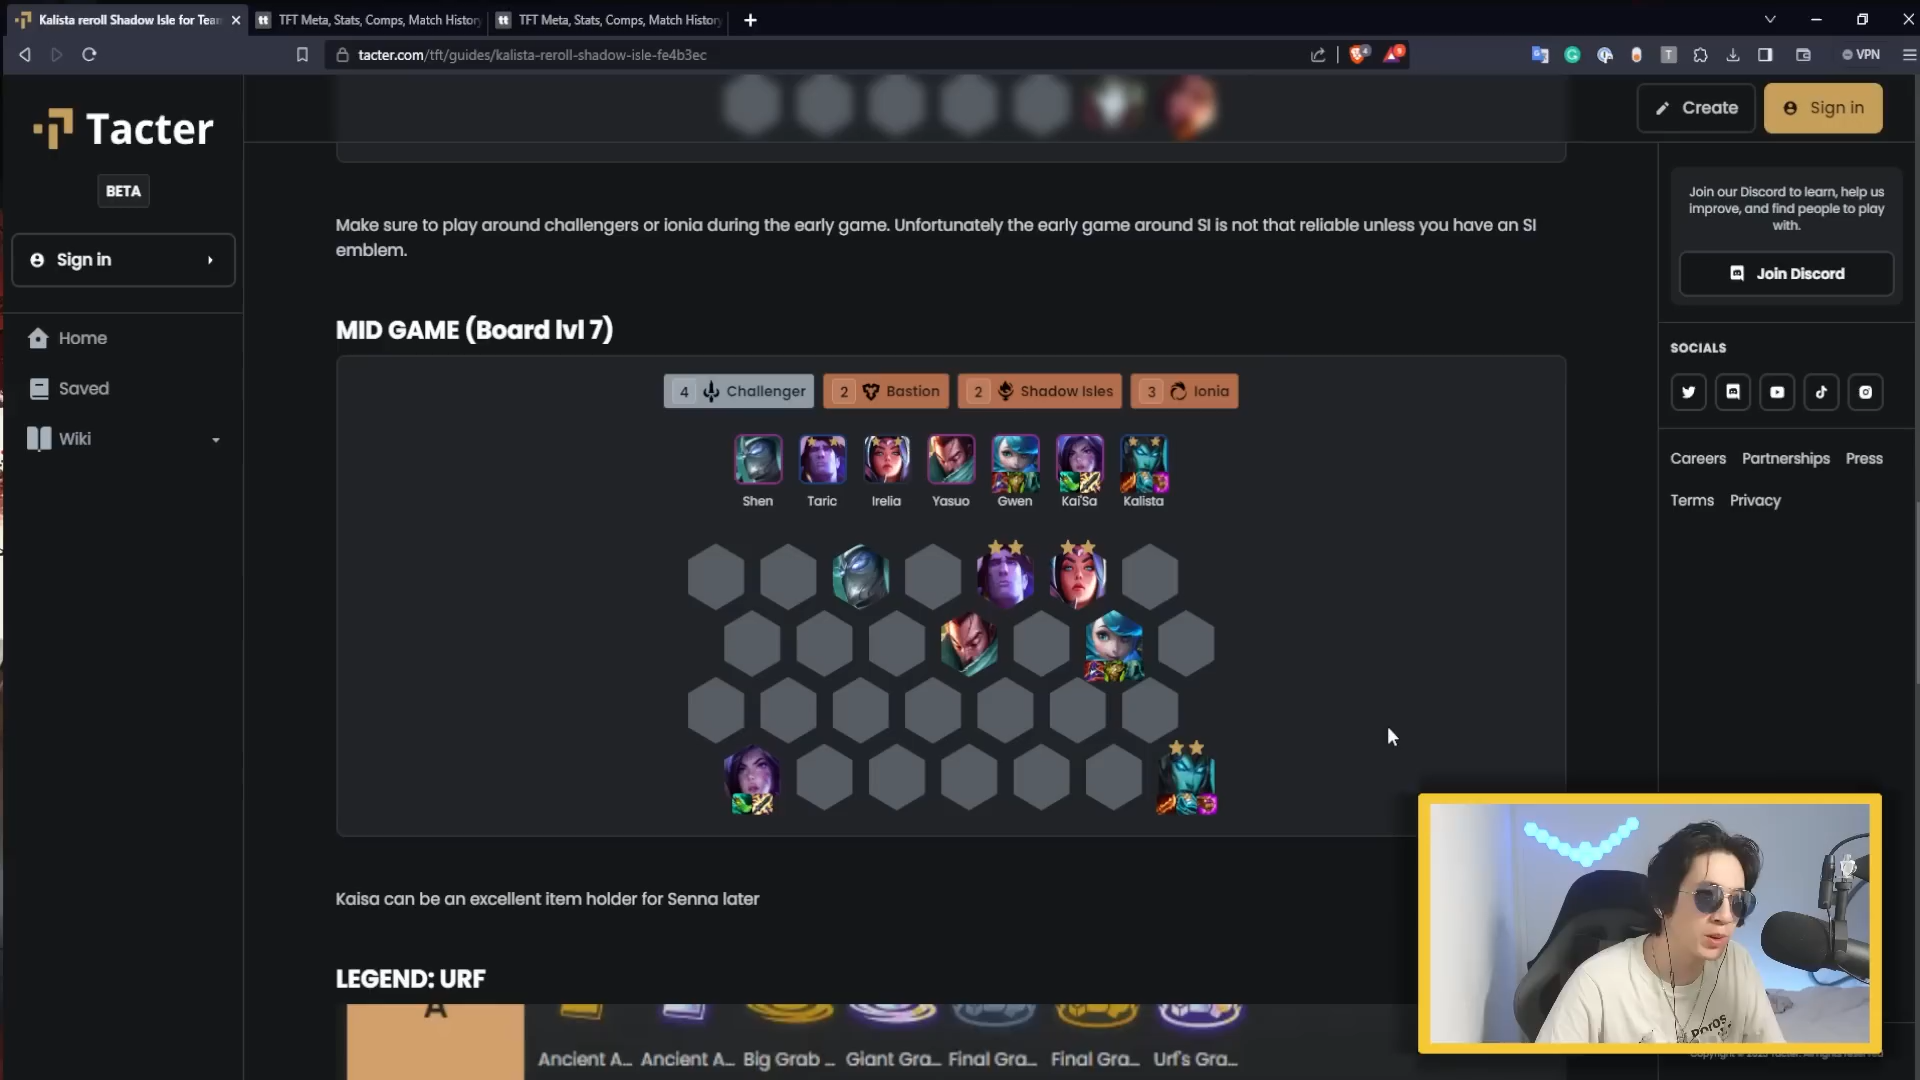 Kalista reroll Shadow Isle for Tean
TFT Meta, Stats, Comps, Match History
TFT Meta, Stats, Comps, Match History
tacter.com/tft/guides/kalista-reroll-shadow-isle-fe4b3ec
VPN
Tacter
BETA
Sign in
Home
Saved
Wiki
Create
Sign in
Make sure to play around challengers or ionia during the early game. Unfortunately the early game around SI is not that reliable unless you have an SI
emblem.
MID GAME (Board lvl 7)
4 Challenger
2 Bastion
2 Shadow Isles
3 Ionia
Shen
Taric
Irelia
Yasuo
Gwen
Kai'Sa
Kalista
Kaisa can be an excellent item holder for Senna later
LEGEND: URF
A
Ancient A...
Ancient A...
Big Grab ...
Giant Gra...
Final Gra...
Final Gra...
Urf's Gra...
Join our Discord to learn, help us
improve, and find people to play
with.
Join Discord
SOCIALS
Careers Partnerships Press
Terms Privacy